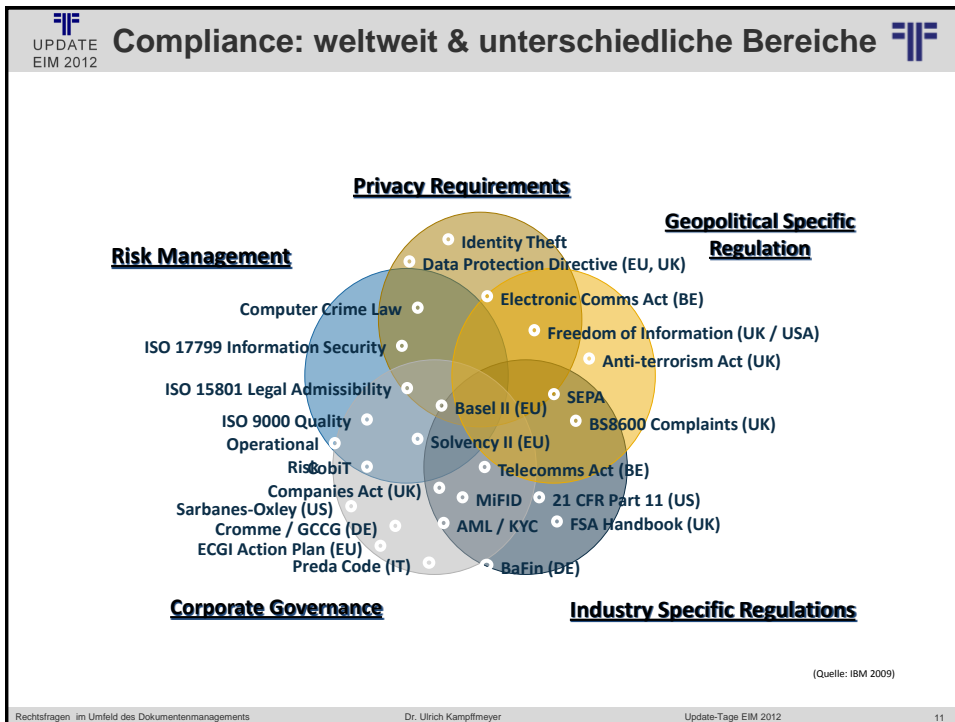 UPDATE
EIM 2012
Compliance: weltweit & unterschiedliche Bereiche
Privacy Requirements
Geopolitical Specific
Regulation
Risk Management
Identity Theft
Data Protection Directive (EU, UK)
Electronic Comms Act (BE)
Computer Crime Law
Freedom of Information (UK / USA)
ISO 17799 Information Security
Anti-terrorism Act (UK)
ISO 15801 Legal Admissibility
SEPA
Basel II (EU)
ISO 9000 Quality
BS8600 Complaints (UK)
Operational
Risk
Solvency II (EU)
CobiT
Telecomms Act (BE)
Companies Act (UK)
MiFID
21 CFR Part 11 (US)
Sarbanes-Oxley (US)
Cromme / GCCG (DE)
AML / KYC
FSA Handbook (UK)
ECGI Action Plan (EU)
Preda Code (IT)
BaFin (DE)
Corporate Governance
Industry Specific Regulations
(Quelle: IBM 2009)
Rechtsfragen im Umfeld des Dokumentenmanagements
Dr. Ulrich Kampffmeyer
Update-Tage EIM 2012
11